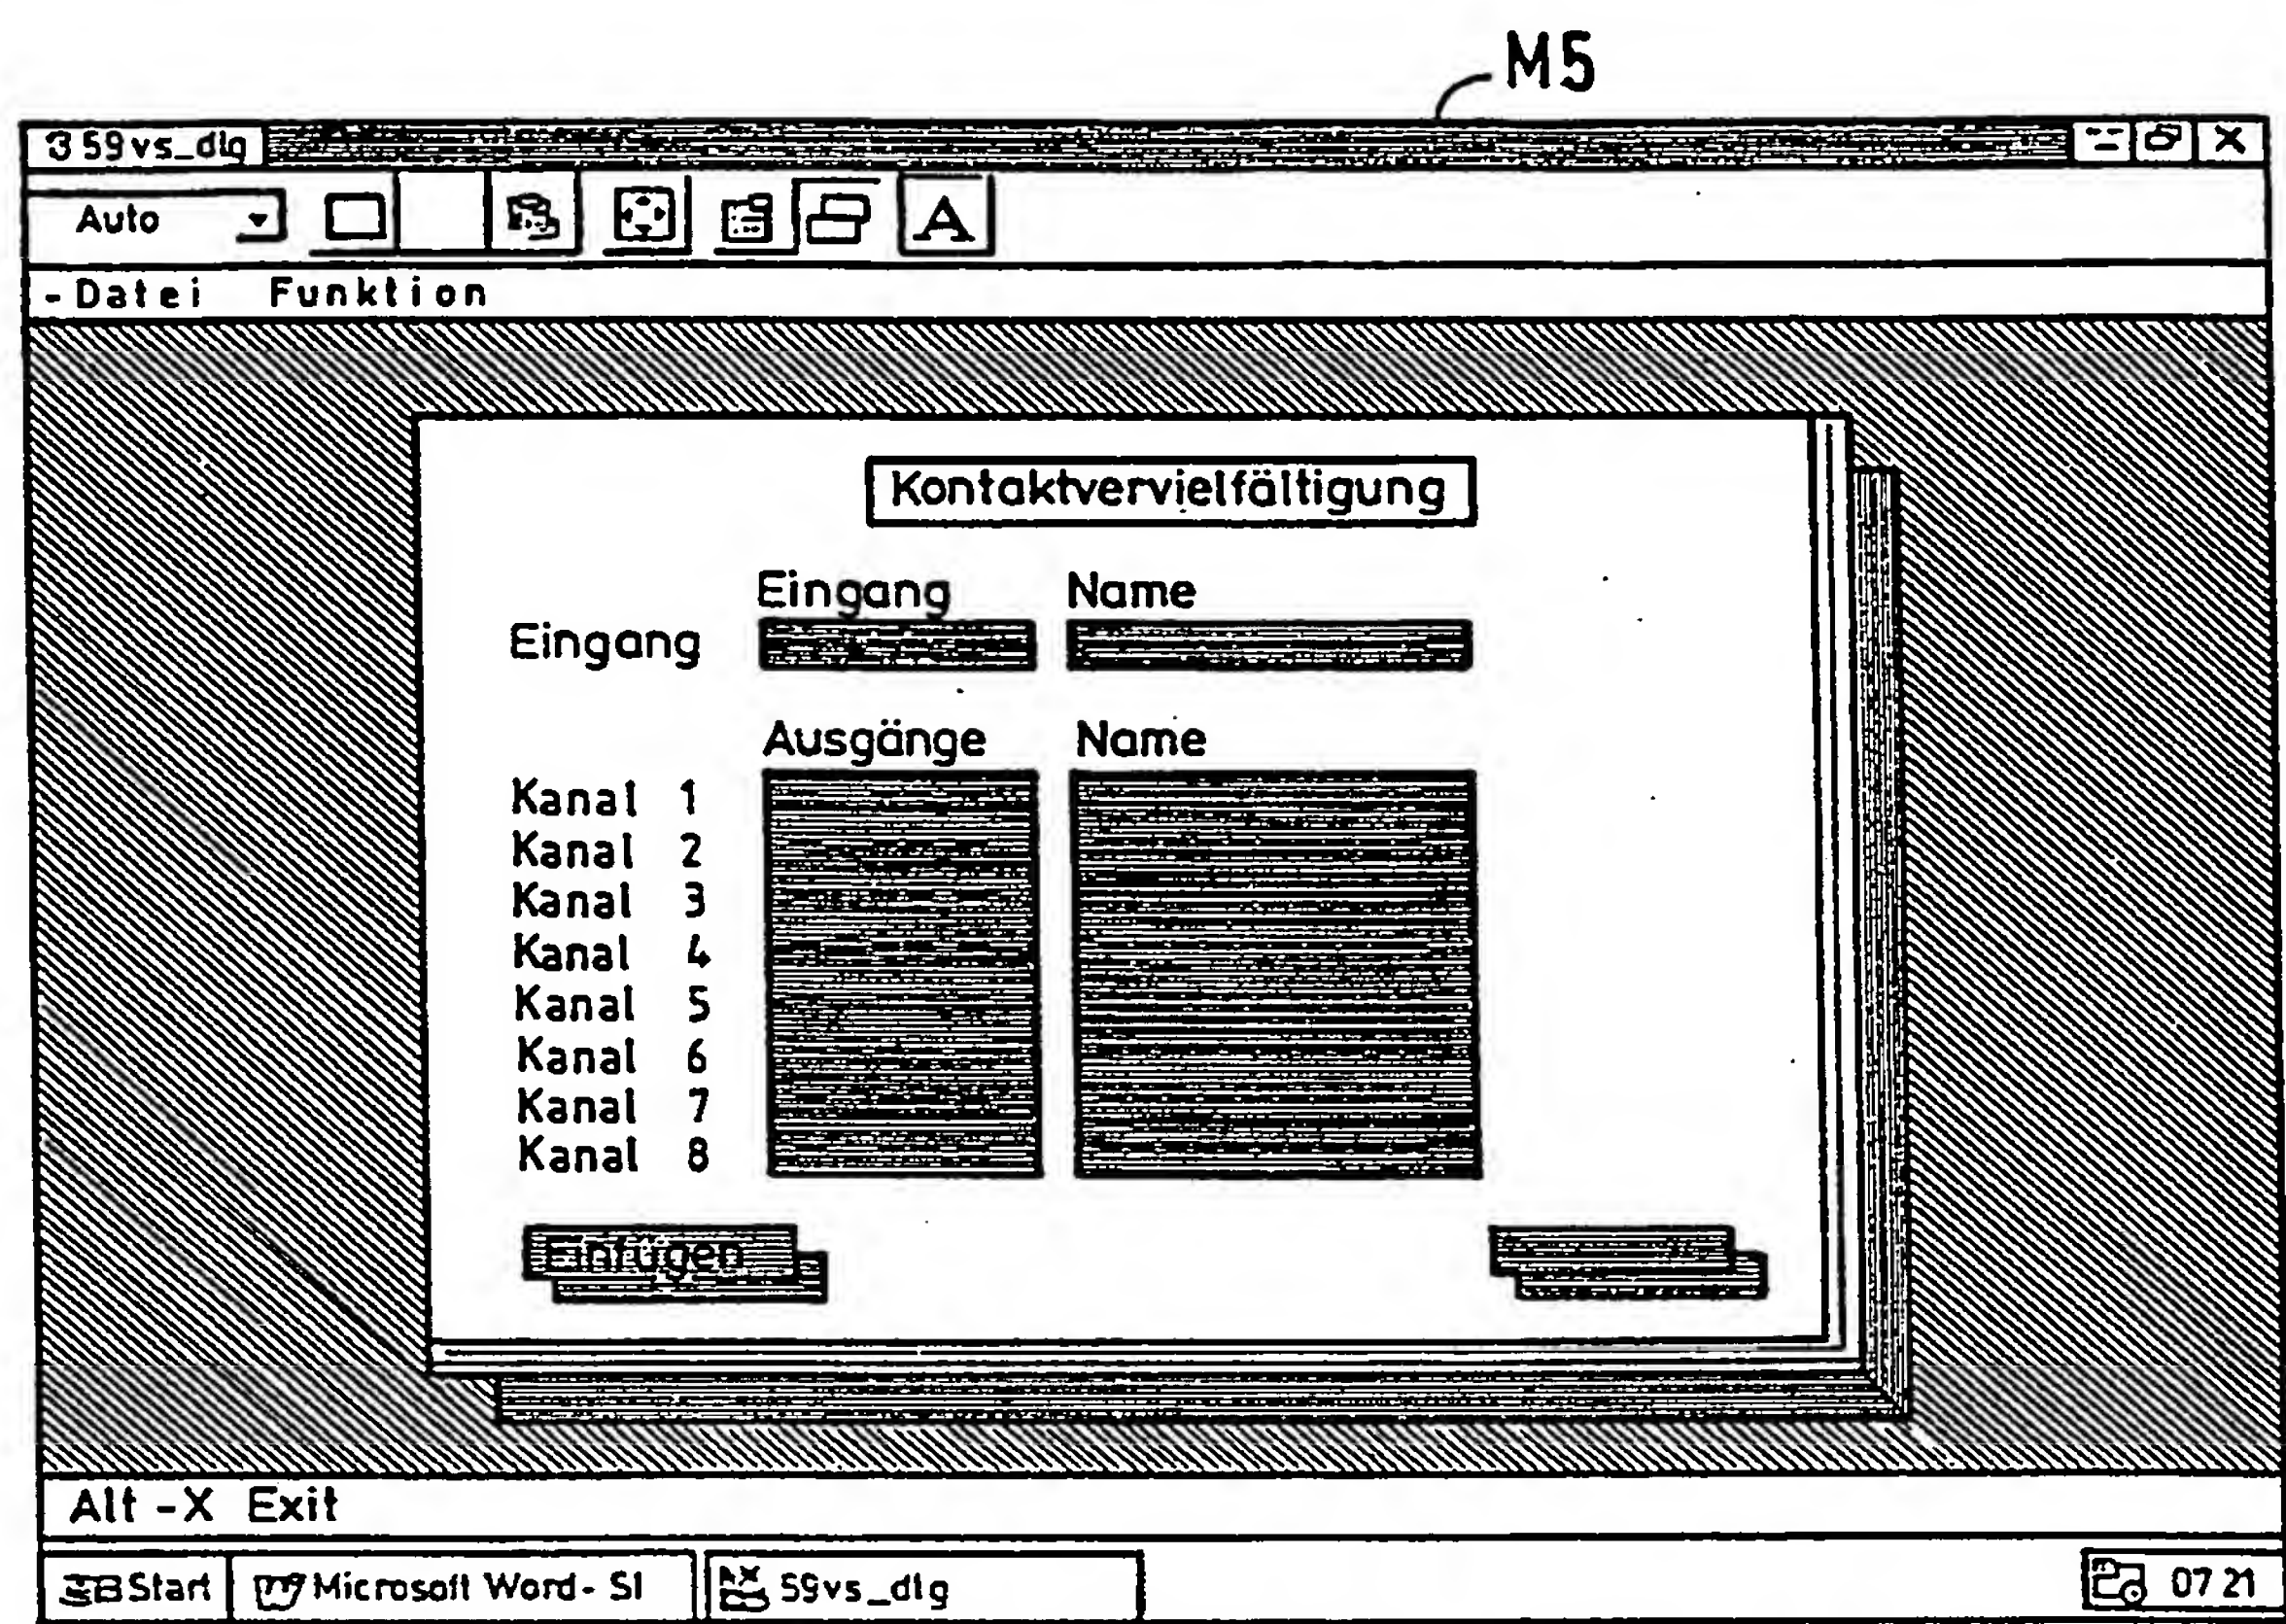 M5
59vs_dlg
Auto
A
-Datei Funktion
Kontaktvervielfältigung
Eingang Name
Eingang
Ausgänge Name
Kanal 1
Kanal 2
Kanal 3
Kanal 4
Kanal 5
Kanal 6
Kanal 7
Kanal 8
Einfügen
Alt-X Exit
Start Microsoft Word- SI 59vs_dlg 07 21